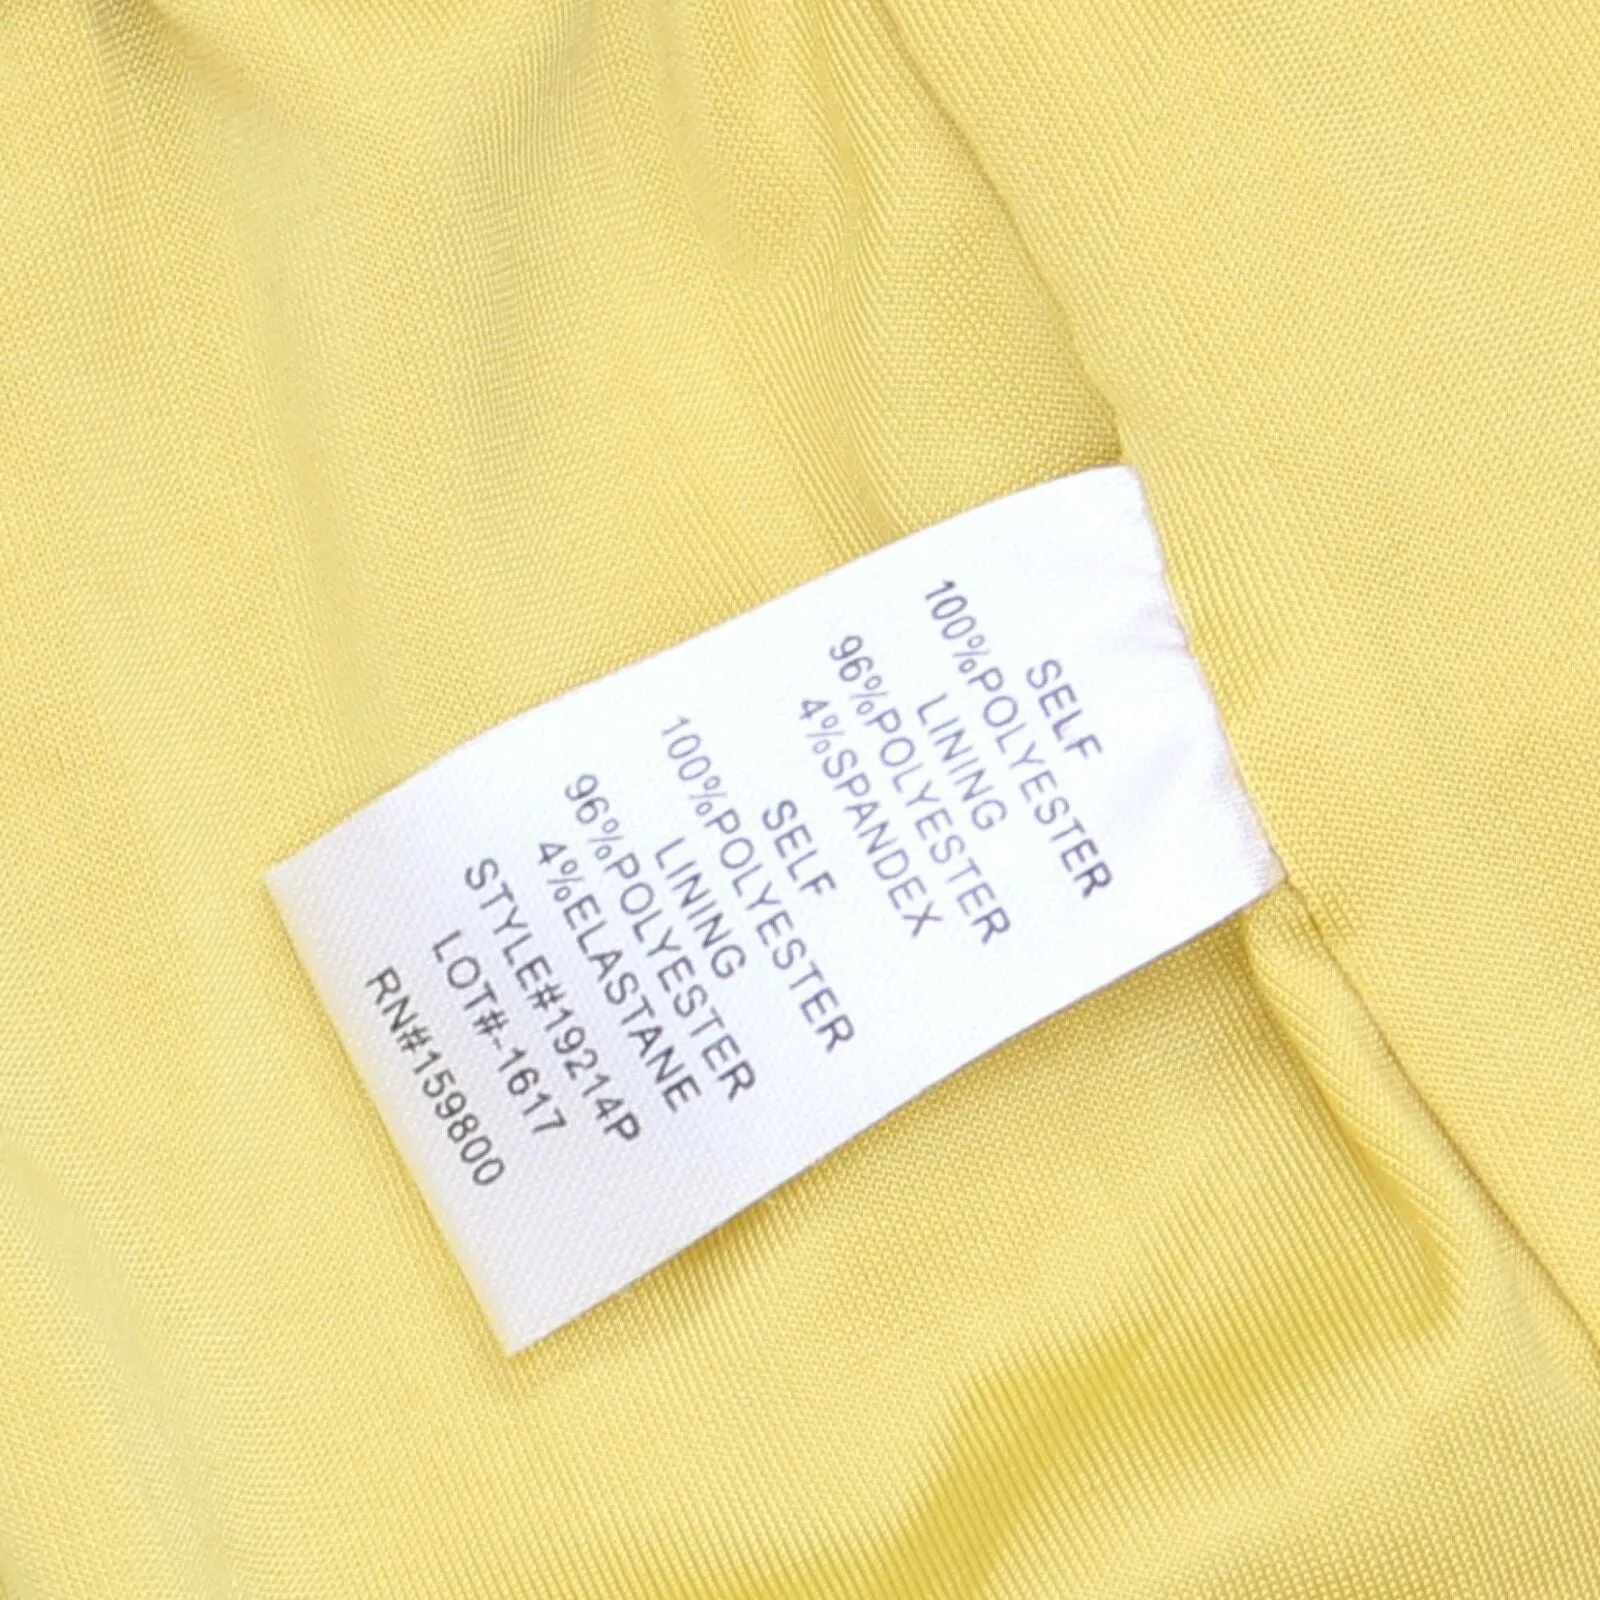 SELF
100%POLYESTER
LINING
96%POLYESTER
4%SPANDEX
SELF
100%POLYESTER
LINING
96%POLYESTER
4%ELASTANE
STYLE#19214P
LOT#-1617
RN#159800